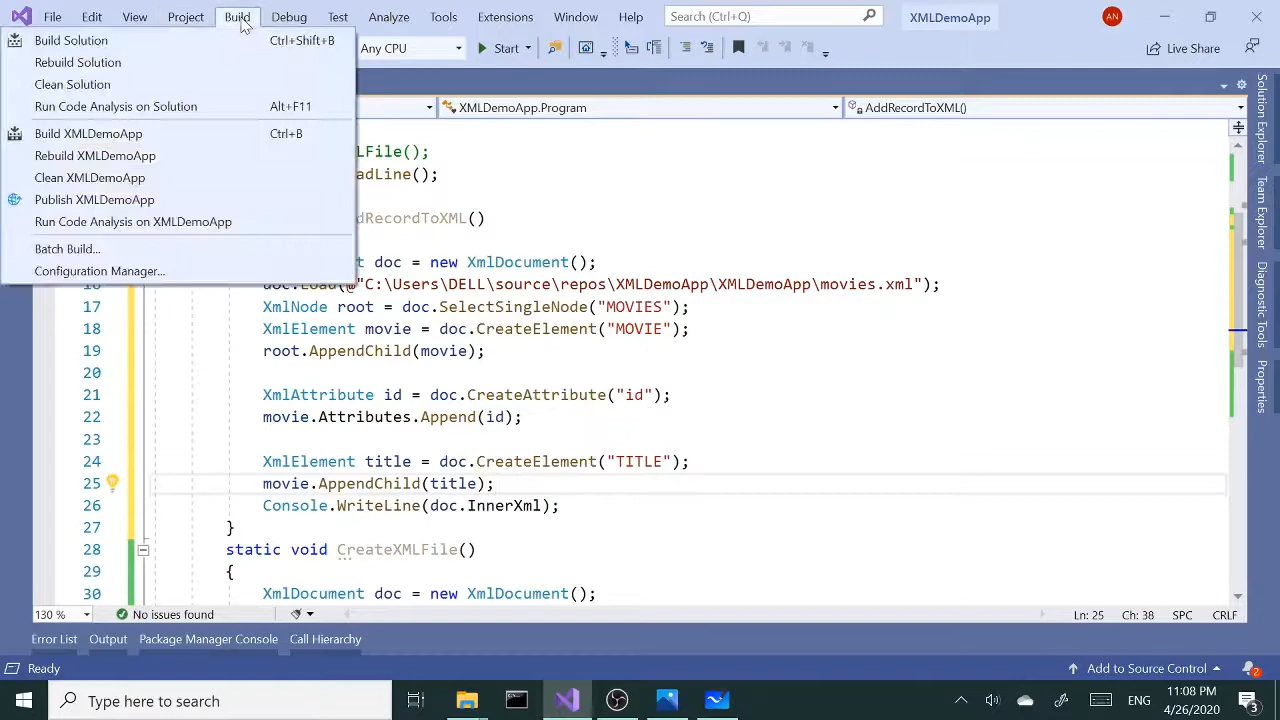 File Edit View Project Build Debug Test Analyze Tools Extensions Window Help Search (Ctrl+Q) XMLDemoApp AN
Build Solution Ctrl+Shift+B
Rebuild Solution
Clean Solution
Run Code Analysis on Solution Alt+F11
Build XMLDemoApp Ctrl+B
Rebuild XMLDemoApp
Clean XMLDemoApp
Publish XMLDemoApp
Run Code Analysis on XMLDemoApp
Batch Build...
Configuration Manager...
Any CPU Start Live Share
XMLDemoApp.Program AddRecordToXML()
LFile();
adLine();
dRecordToXML()
t doc = new XmlDocument();
doc.Load(@"C:\Users\DELL\source\repos\XMLDemoApp\XMLDemoApp\movies.xml");
17 XmlNode root = doc.SelectSingleNode("MOVIES");
18 XmlElement movie = doc.CreateElement("MOVIE");
19 root.AppendChild(movie);
20
21 XmlAttribute id = doc.CreateAttribute("id");
22 movie.Attributes.Append(id);
23
24 XmlElement title = doc.CreateElement("TITLE");
25 movie.AppendChild(title);
26 Console.WriteLine(doc.InnerXml);
27 }
28 static void CreateXMLFile()
29 {
30 XmlDocument doc = new XmlDocument();
Solution Explorer
Team Explorer
Diagnostic Tools
Properties
130 % No issues found Ln: 25 Ch: 38 SPC CRLF
Error List Output Package Manager Console Call Hierarchy
Ready Add to Source Control 2
Type here to search ENG 11:08 PM
4/26/2020 3